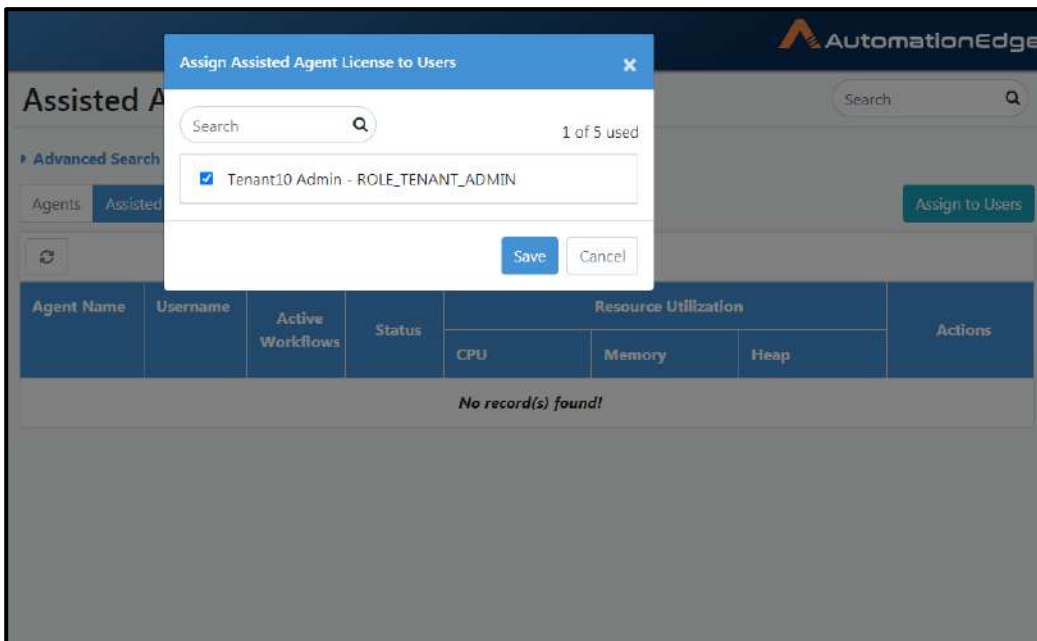 AutomationEdge
Assign Assisted Agent License to Users ×
Assisted A
Search
Search
1 of 5 used
Advanced Search
Tenant10 Admin - ROLE_TENANT_ADMIN
Agents
Assisted
Assign to Users
Save
Cancel
Agent Name
Username
Active
Workflows
Status
Resource Utilization
CPU
Memory
Heap
Actions
No record(s) found!